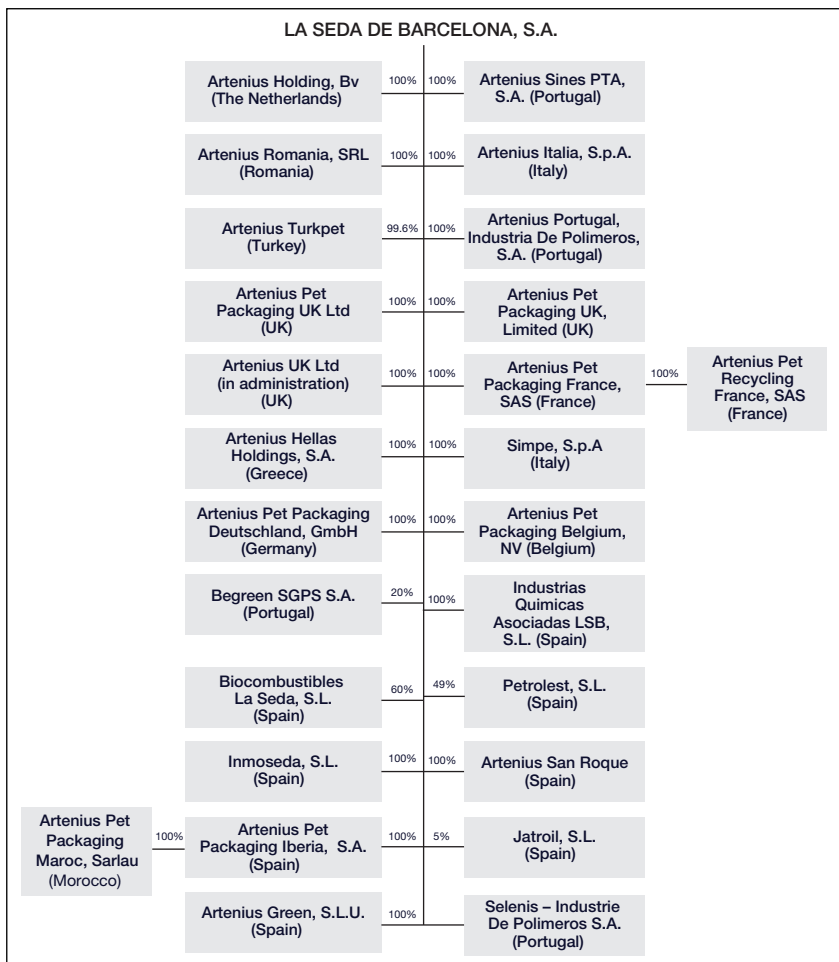 LA SEDA DE BARCELONA, S.A.
Artenius Holding, Bv
(The Netherlands)
100%
100%
Artenius Sines PTA,
S.A. (Portugal)
Artenius Romania, SRL
(Romania)
100%
100%
Artenius Italia, S.p.A.
(Italy)
Artenius Turkpet
(Turkey)
99.6%
100%
Artenius Portugal,
Industria De Polimeros,
S.A. (Portugal)
Artenius Pet
Packaging UK Ltd
(UK)
100%
100%
Artenius Pet
Packaging UK,
Limited (UK)
Artenius UK Ltd
(in administration)
(UK)
100%
100%
Artenius Pet
Packaging France,
SAS (France)
100%
Artenius Pet
Recycling
France, SAS
(France)
Artenius Hellas
Holdings, S.A.
(Greece)
100%
100%
Simpe, S.p.A
(Italy)
Artenius Pet Packaging
Deutschland, GmbH
(Germany)
100%
100%
Artenius Pet
Packaging Belgium,
NV (Belgium)
Begreen SGPS S.A.
(Portugal)
20%
100%
Industrias
Quimicas
Asociadas LSB,
S.L. (Spain)
Biocombustibles
La Seda, S.L.
(Spain)
60%
49%
Petrolest, S.L.
(Spain)
Inmoseda, S.L.
(Spain)
100%
100%
Artenius San Roque
(Spain)
Artenius Pet
Packaging
Maroc, Sarlau
(Morocco)
100%
Artenius Pet
Packaging Iberia, S.A.
(Spain)
100%
5%
Jatroil, S.L.
(Spain)
Artenius Green, S.L.U.
(Spain)
100%
Selenis – Industrie
De Polimeros S.A.
(Portugal)